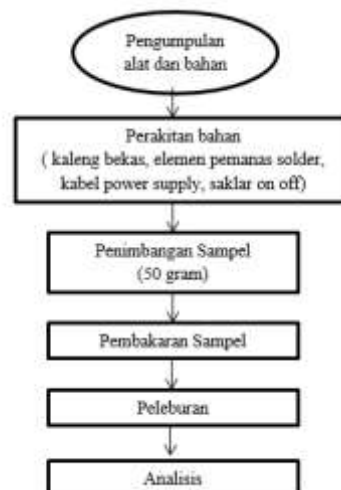 Pengumpulan
alat dan bahan
Perakitan bahan
( kaleng bekas, elemen pemanas solder,
kabel power supply, saklar on off)
Penimbangan Sampel
(50 gram)
Pembakaran Sampel
Peleburan
Analisis